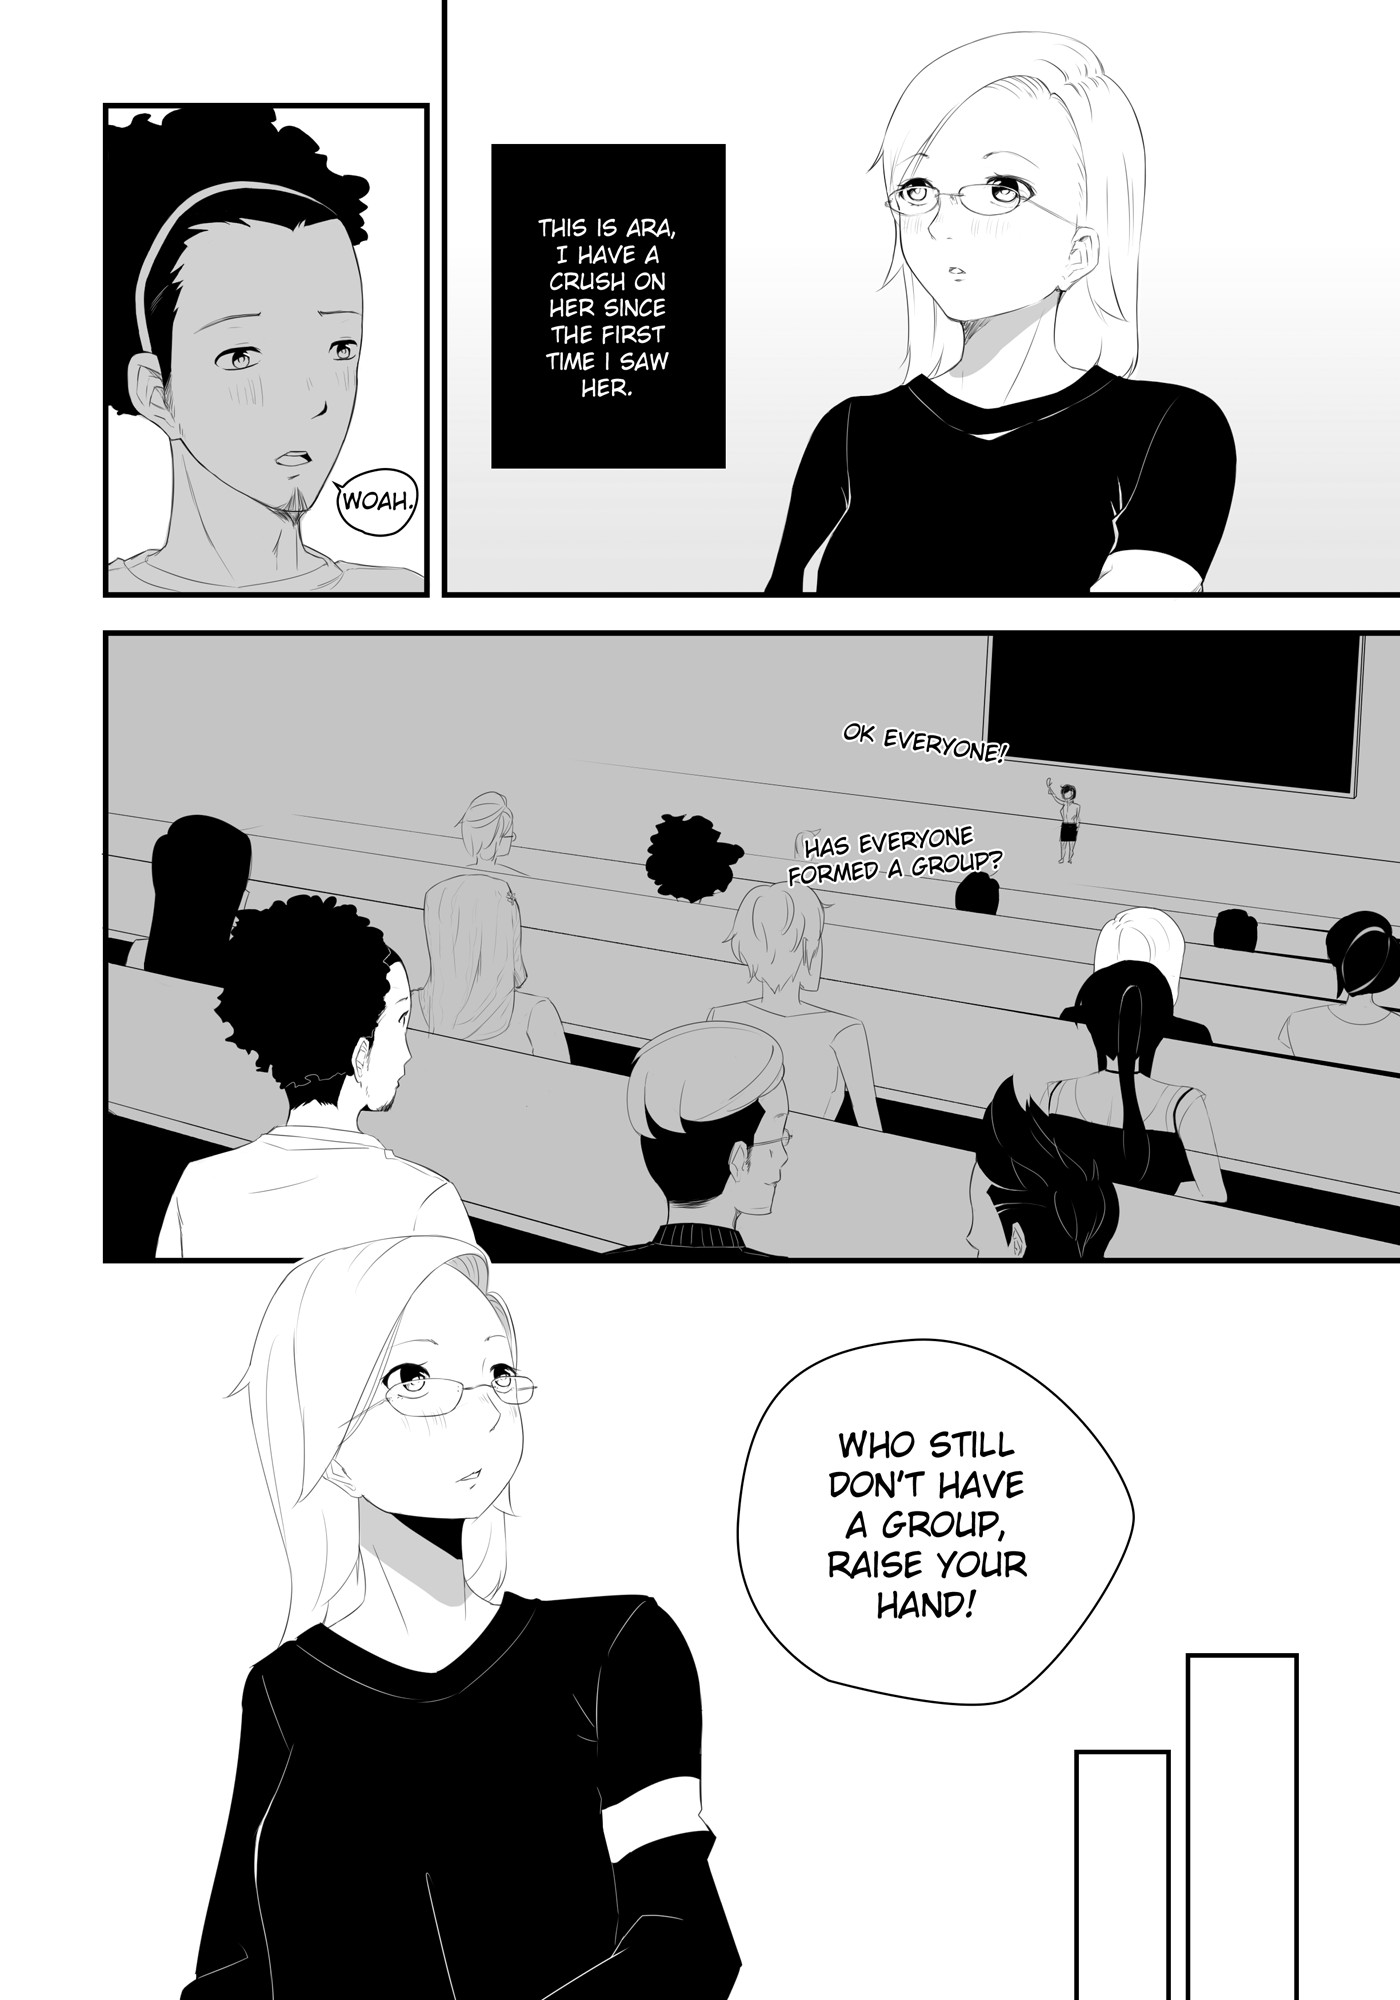 WOAH.
THIS IS ARA,
I HAVE A
CRUSH ON
HER SINCE
THE FIRST
TIME I SAW
HER.
OK EVERYONE!
HAS EVERYONE
FORMED A GROUP?
WHO STILL
DON'T HAVE
A GROUP,
RAISE YOUR
HAND!